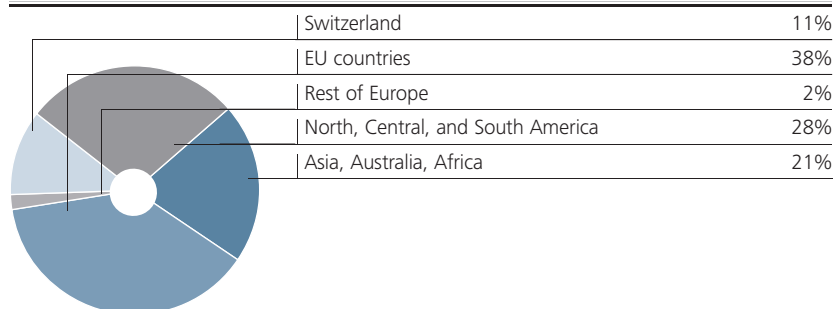 Switzerland 11%
EU countries 38%
Rest of Europe 2%
North, Central, and South America 28%
Asia, Australia, Africa 21%